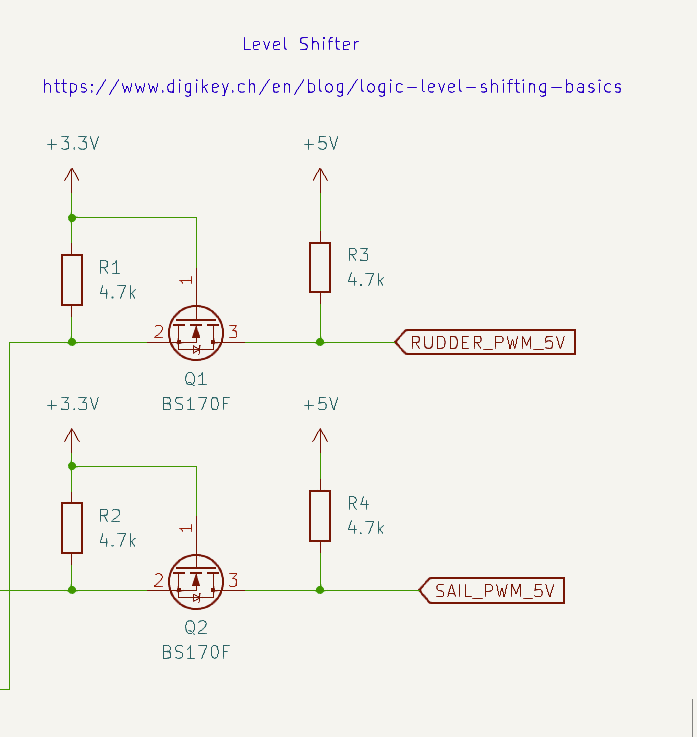 Level Shifter
https://www.digikey.ch/en/blog/logic-level-shifting-basics
+3.3V
+5V
R1
4.7k
R3
4.7k
1
2
3
RUDDER_PWM_5V
Q1
BS170F
+3.3V
+5V
R2
4.7k
R4
4.7k
1
2
3
SAIL_PWM_5V
Q2
BS170F